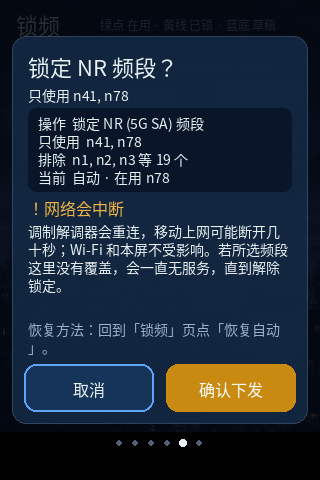 锁频
绿点 在用 · 黄线 已锁 · 蓝底 草稿
锁定 NR 频段？
只使用 n41, n78
操作 锁定 NR (5G SA) 频段
只使用 n41, n78
排除 n1, n2, n3 等 19 个
当前 自动 · 在用 n78
！网络会中断
调制解调器会重连，移动上网可能断开几
十秒；Wi-Fi 和本屏不受影响。若所选频段
这里没有覆盖，会一直无服务，直到解除
锁定。
恢复方法：回到「锁频」页点「恢复自动
」。
取消
确认下发